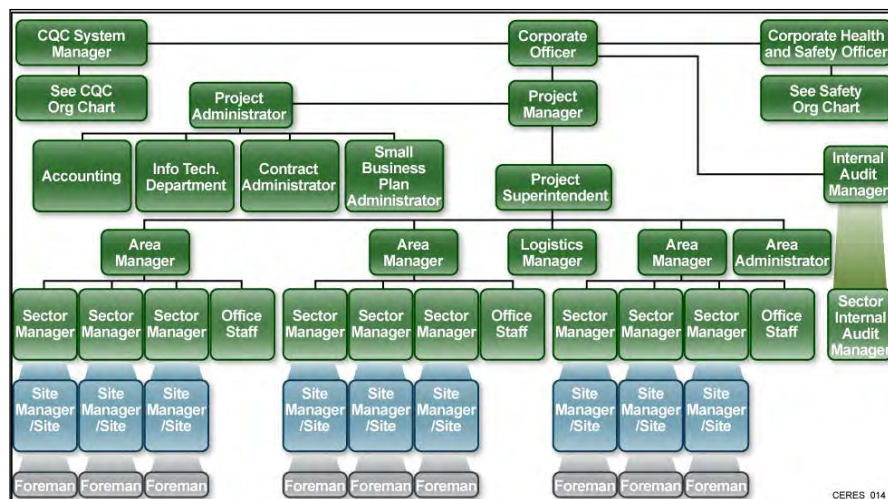 CQC System
Manager
Corporate
Officer
Corporate Health
and Safety Officer
See CQC
Org Chart
Project
Administrator
Project
Manager
See Safety
Org Chart
Accounting
Info Tech.
Department
Contract
Administrator
Small
Business
Plan
Administrator
Project
Superintendent
Internal
Audit
Manager
Area
Manager
Area
Manager
Logistics
Manager
Area
Manager
Area
Administrator
Sector
Manager
Sector
Manager
Sector
Manager
Office
Staff
Sector
Manager
Sector
Manager
Sector
Manager
Office
Staff
Sector
Manager
Sector
Manager
Sector
Manager
Office
Staff
Sector
Internal
Audit
Manager
Site
Manager
/Site
Site
Manager
/Site
Site
Manager
/Site
Site
Manager
/Site
Site
Manager
/Site
Site
Manager
/Site
Site
Manager
/Site
Site
Manager
/Site
Site
Manager
/Site
Foreman
Foreman
Foreman
Foreman
Foreman
Foreman
Foreman
Foreman
Foreman
CERES_014